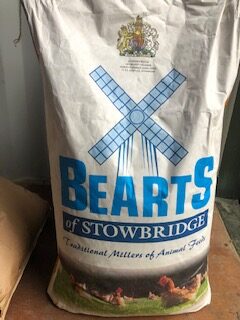 BEARTS
of STOWBRIDGE
Traditional Millers of Animal Feeds